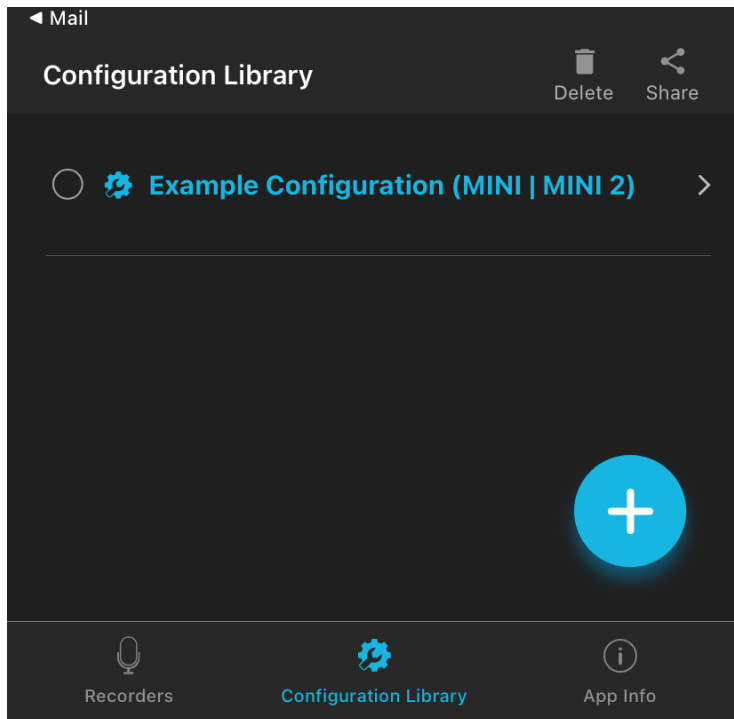 ◀ Mail
Configuration Library
Delete
Share
Example Configuration (MINI | MINI 2)
Recorders
Configuration Library
App Info